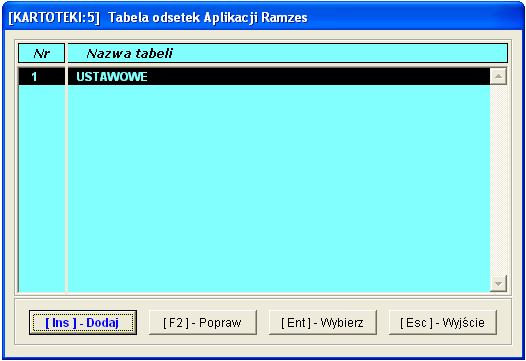 [KARTOTEKI:5] Tabela odsetek Aplikacji Ramzes
Nr Nazwa tabeli
1 USTAWOWE
[ Ins ] - Dodaj [ F2 ] - Popraw [ Ent ] - Wybierz [ Esc ] - Wyjście